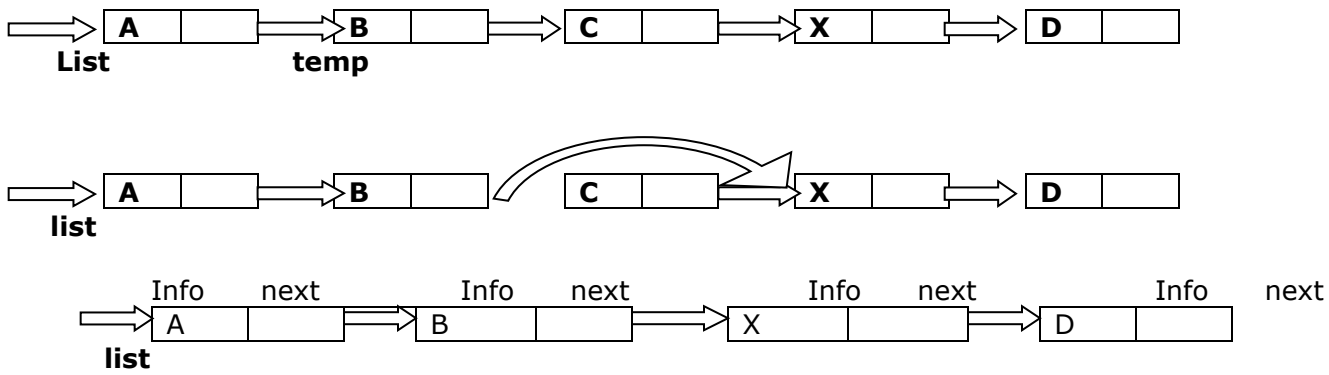 A B C X D
List temp
A B C X D
list
Info next Info next Info next Info next
A B X D
list